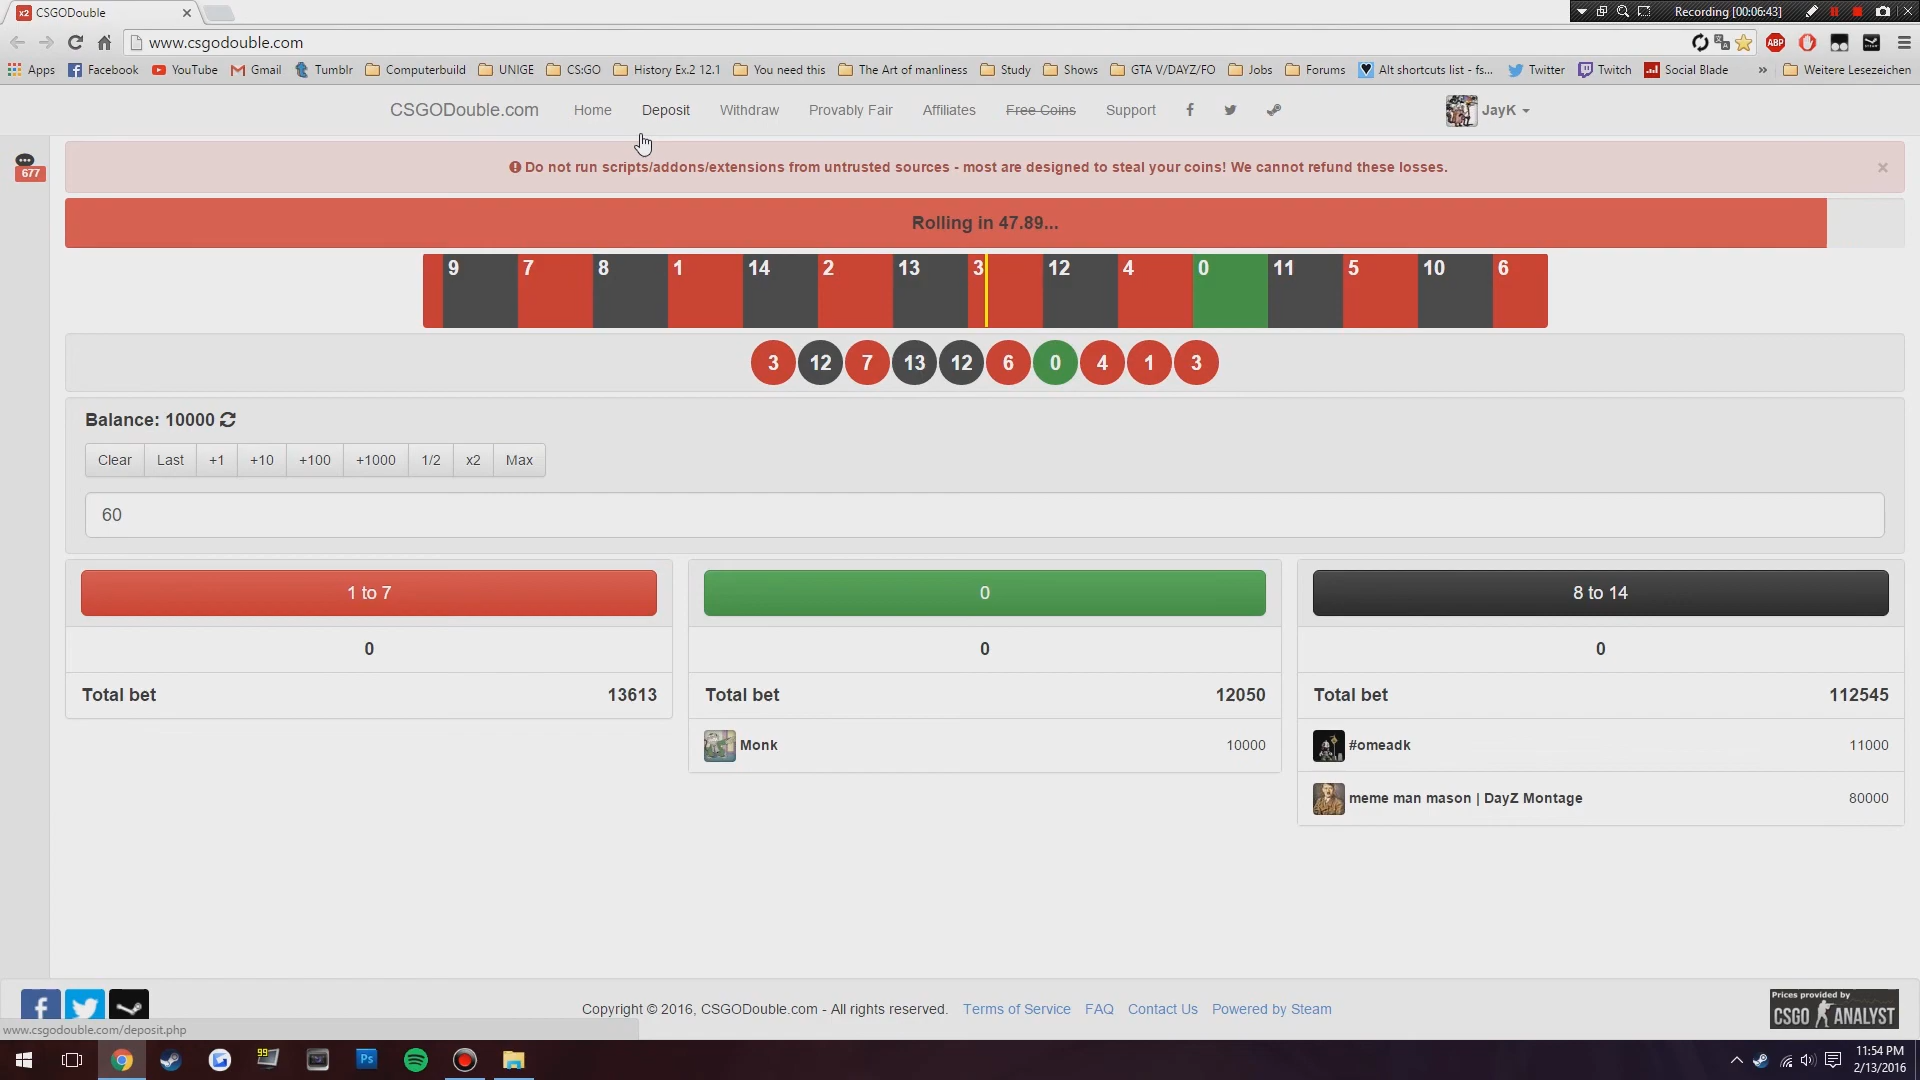 CSGODouble
Recording [00:06:43]
www.csgodouble.com
ABP
Apps Facebook YouTube Gmail Tumblr Computerbuild UNIGE CS:GO History Ex.2 12.1 You need this The Art of manliness Study Shows GTA V/DAYZ/FO Jobs Forums Alt shortcuts list - fs... Twitter Twitch Social Blade » Weitere Lesezeichen
CSGODouble.com Home Deposit Withdraw Provably Fair Affiliates Free Coins Support JayK
677
Do not run scripts/addons/extensions from untrusted sources - most are designed to steal your coins! We cannot refund these losses. ×
Rolling in 47.89...
9 7 8 1 14 2 13 3 12 4 0 11 5 10 6
3 12 7 13 12 6 0 4 1 3
Balance: 10000
Clear Last +1 +10 +100 +1000 1/2 x2 Max
60
1 to 7 0 8 to 14
0 0 0
Total bet 13613 Total bet 12050 Total bet 112545
Monk 10000 #omeadk 11000
meme man mason | DayZ Montage 80000
Copyright © 2016, CSGODouble.com - All rights reserved. Terms of Service FAQ Contact Us Powered by Steam
Prices provided by
CSGO ANALYST
www.csgodouble.com/deposit.php
99
Ps
11:54 PM
2/13/2016